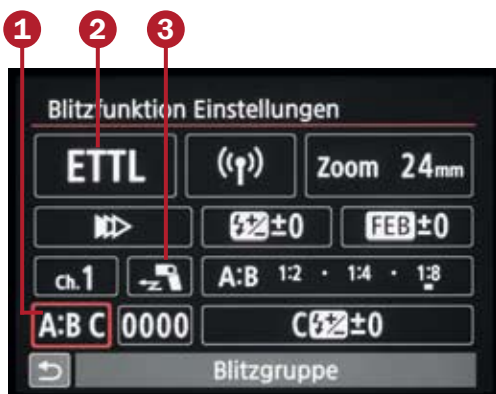 1 2 3
Blitzfunktion Einstellungen
ETTL Zoom 24mm
±0 FEB±0
Ch.1 z A:B 1:2 · 1:4 · 1:8
A:B C 0000 C ±0
Blitzgruppe